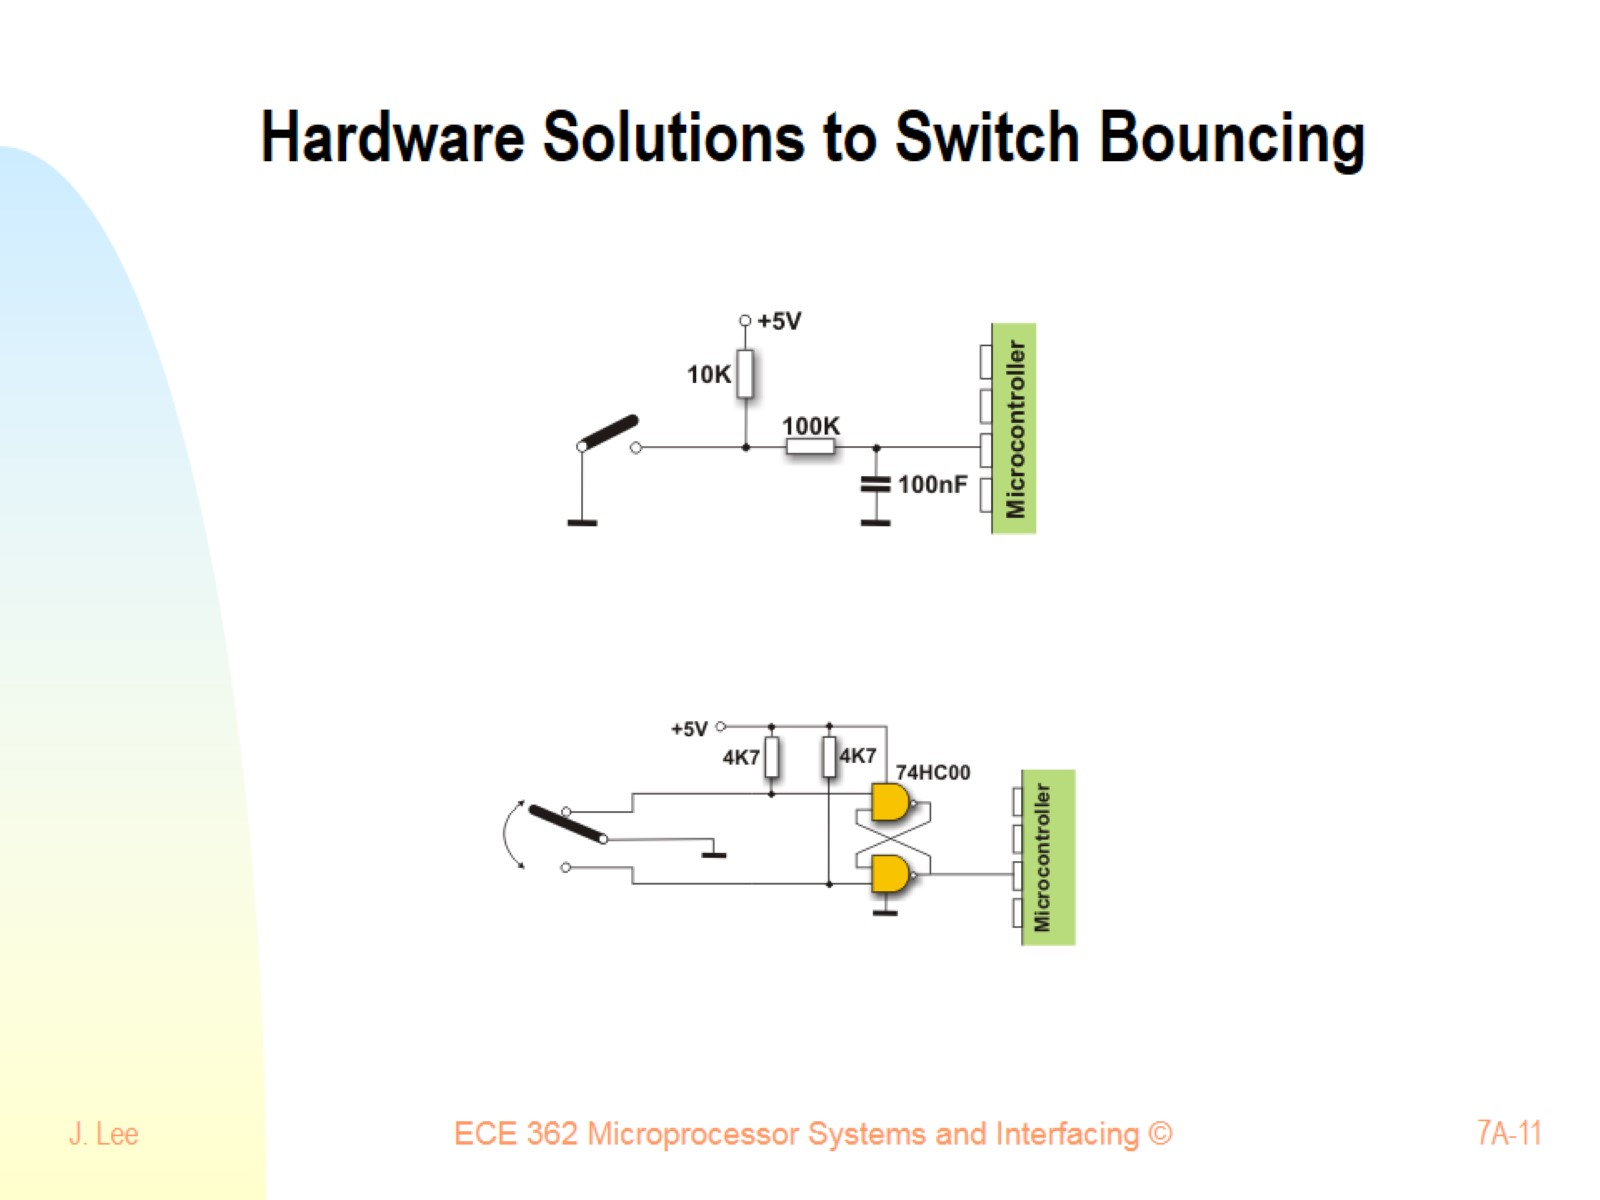 Hardware Solutions to Switch Bouncing
+5V
10K
100K
100nF
Microcontroller
+5V
4K7
4K7
74HC00
Microcontroller
J. Lee
ECE 362 Microprocessor Systems and Interfacing ©
7A-11